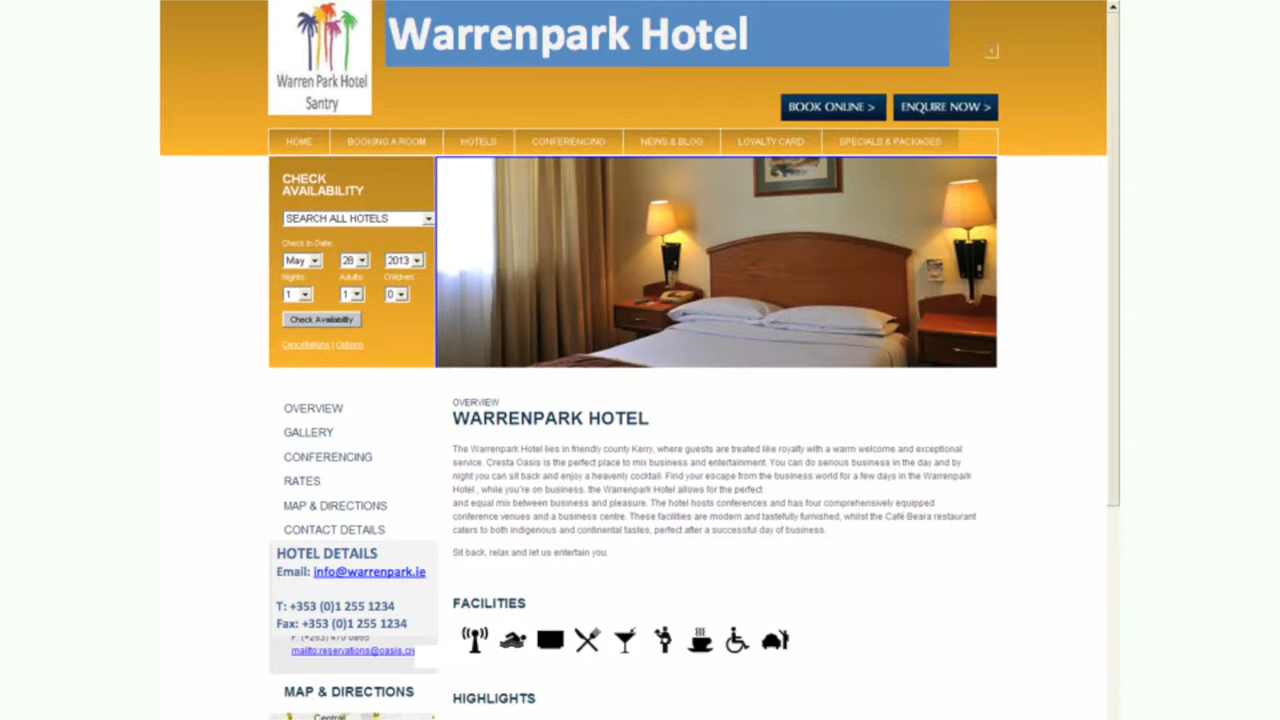 Warren Park Hotel
Santry
Warrenpark Hotel
BOOK ONLINE >
ENQUIRE NOW >
HOME
BOOKING A ROOM
HOTELS
CONFERENCING
NEWS & BLOG
LOYALTY CARD
SPECIALS & PACKAGES
CHECK
AVAILABILITY
SEARCH ALL HOTELS
Check In Date:
May 28 2013
Nights: Adults: Children:
1 1 0
Check Availability
Cancellations | Options
OVERVIEW
GALLERY
CONFERENCING
RATES
MAP & DIRECTIONS
CONTACT DETAILS
HOTEL DETAILS
Email: info@warrenpark.ie
T: +353 (0)1 255 1234
Fax: +353 (0)1 255 1234
mailto:reservations@oasis.cre
MAP & DIRECTIONS
Central
OVERVIEW
WARRENPARK HOTEL
The Warrenpark Hotel lies in friendly county Kerry, where guests are treated like royalty with a warm welcome and exceptional
service. Cresta Oasis is the perfect place to mix business and entertainment. You can do serious business in the day and by
night you can sit back and enjoy a heavenly cocktail. Find your escape from the business world for a few days in the Warrenpark
Hotel , while you're on business, the Warrenpark Hotel allows for the perfect
and equal mix between business and pleasure. The hotel hosts conferences and has four comprehensively equipped
conference venues and a business centre. These facilities are modern and tastefully furnished, whilst the Café Beara restaurant
caters to both indigenous and continental tastes, perfect after a successful day of business.
Sit back, relax and let us entertain you.
FACILITIES
HIGHLIGHTS